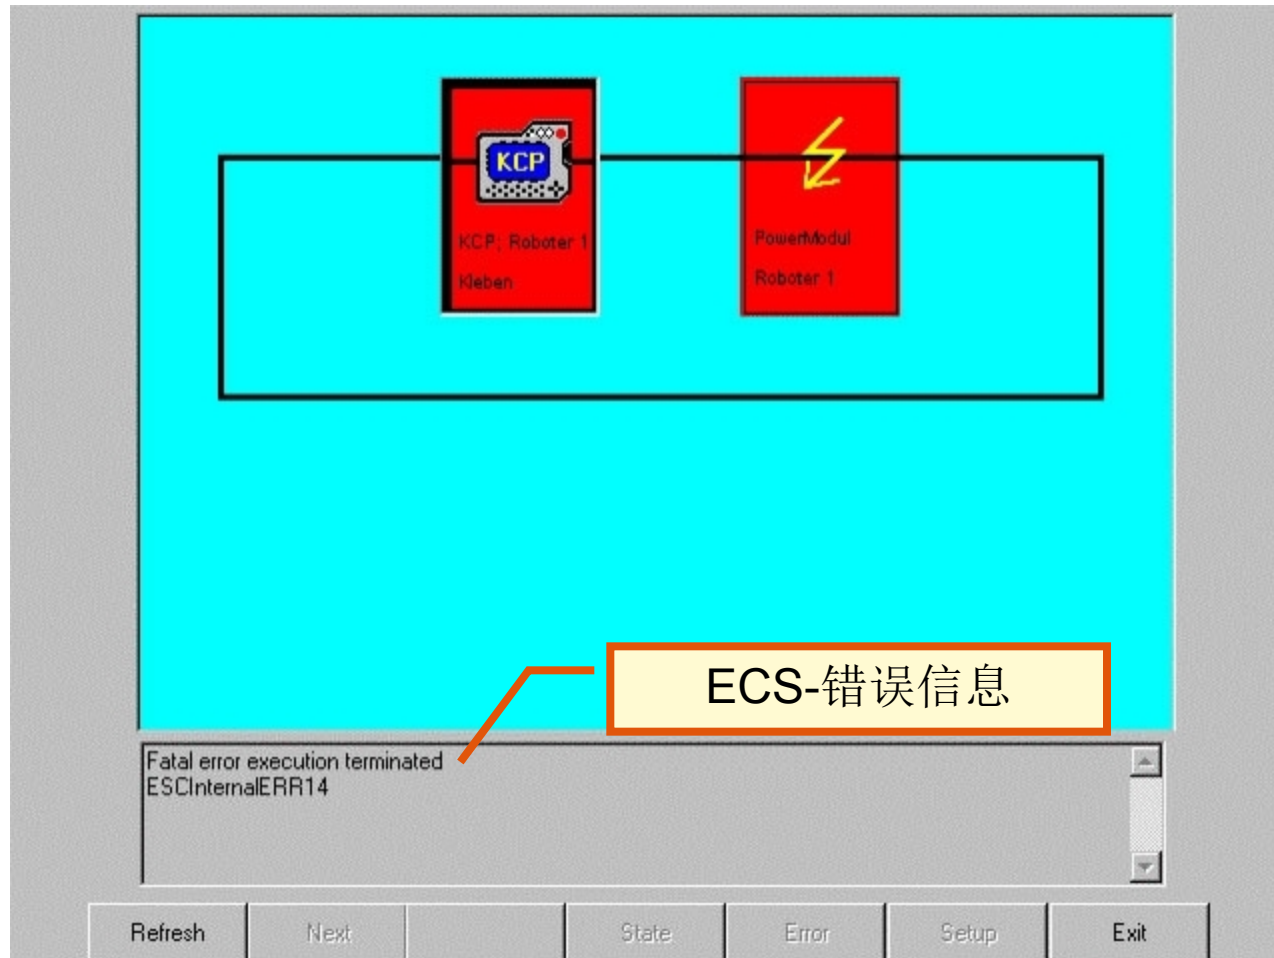 KCP
KCP; Roboter 1
Kleben
PowerModul
Roboter 1
ECS-错误信息
Fatal error execution terminated
ESCInternalERR14
Refresh
Next
State
Error
Setup
Exit